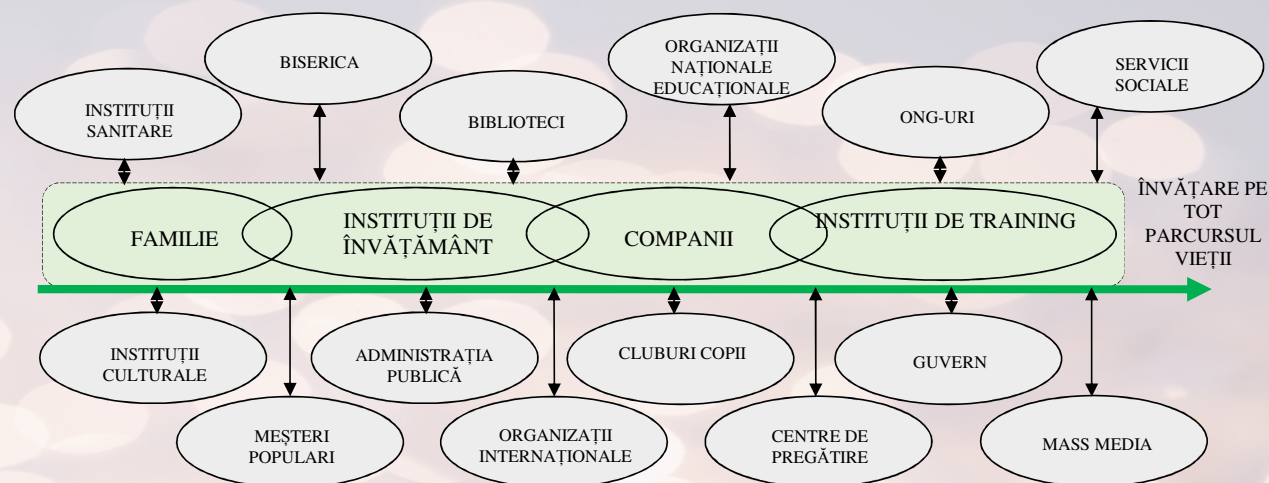 INSTITUȚII
SANITARE
BISERICA
BIBLIOTECI
ORGANIZAȚII
NAȚIONALE
EDUCAȚIONALE
ONG-URI
SERVICII
SOCIALE
FAMILIE
INSTITUȚII DE
ÎNVĂȚĂMÂNT
COMPANII
INSTITUȚII DE TRAINING
ÎNVĂȚARE PE
TOT
PARCURSUL
VIEȚII
INSTITUȚII
CULTURALE
MEȘTERI
POPULARI
ADMINISTRAȚIA
PUBLICĂ
ORGANIZAȚII
INTERNAȚIONALE
CLUBURI COPII
CENTRE DE
PREGĂTIRE
GUVERN
MASS MEDIA